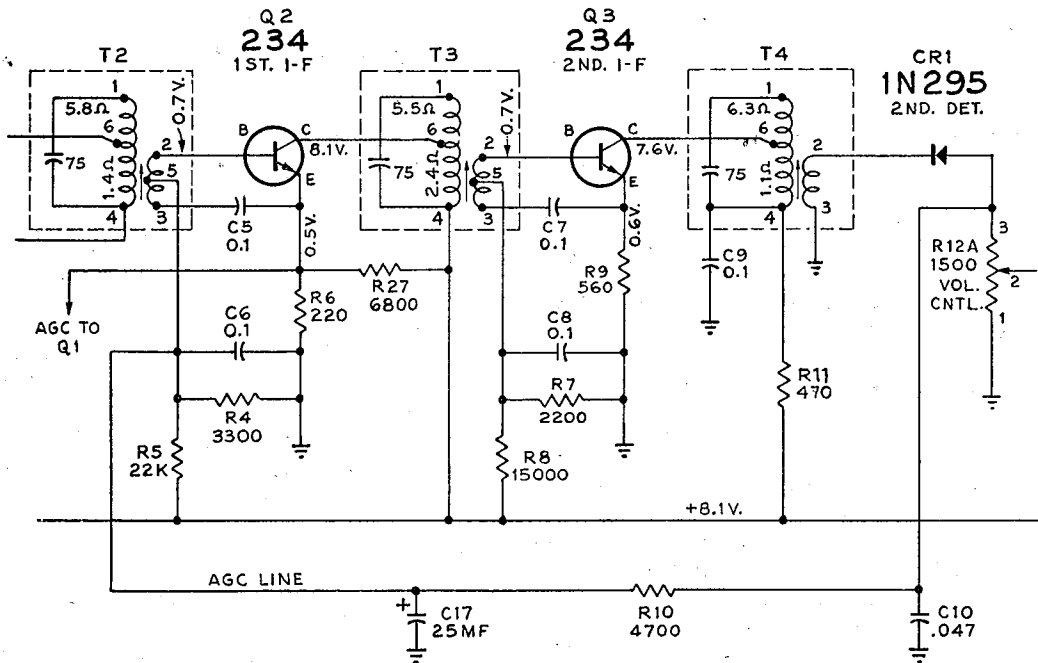 Q2
234
1ST. I-F
Q3
234
2ND. I-F
CR1
1N295
2ND. DET.
T2
T3
T4
1
5.8Ω
6
75
1.4Ω
4
2
5
3
0.7V.
B
C
E
8.1V.
C5
0.1
0.5V.
1
5.5Ω
6
75
2.4Ω
4
2
5
3
0.7V.
B
C
E
7.6V.
C7
0.1
0.6V.
1
6.3Ω
6
75
1.1Ω
4
2
3
C9
0.1
3
R12A
1500
VOL.
CNTL.
2
1
AGC TO
Q1
R27
6800
R6
220
C6
0.1
R4
3300
R5
22K
R9
560
C8
0.1
R7
2200
R8
15000
R11
470
+8.1V.
AGC LINE
+
C17
25MF
R10
4700
C10
.047